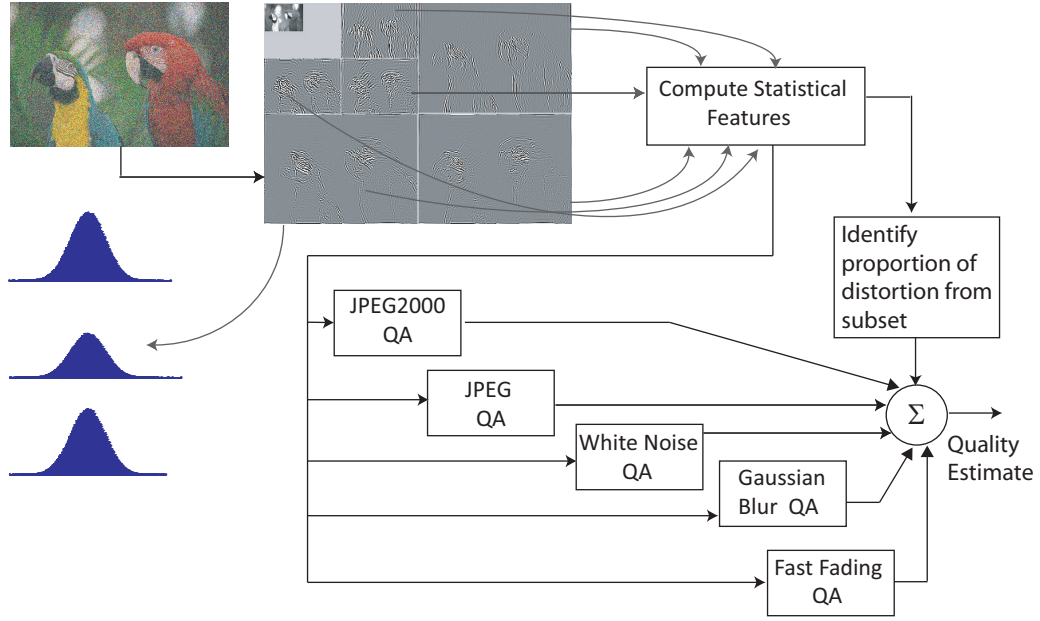 Compute Statistical
Features
Identify
proportion of
distortion from
subset
JPEG2000
QA
JPEG
QA
White Noise
QA
Gaussian
Blur QA
Fast Fading
QA
Σ
Quality
Estimate